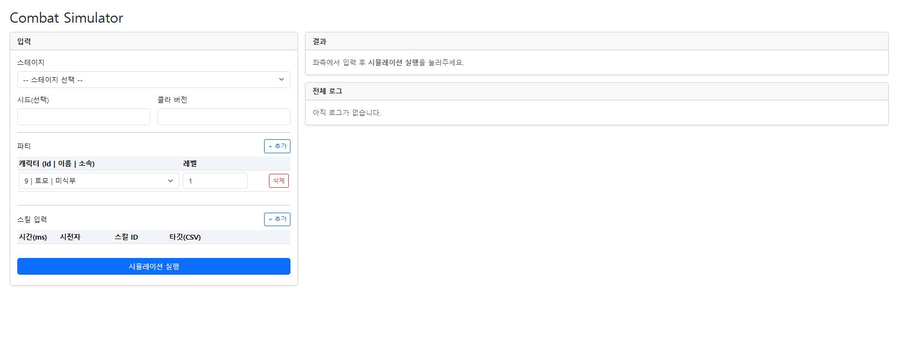 Combat Simulator
입력
스테이지
-- 스테이지 선택 --
시드(선택)
클라 버전
파티
+ 추가
캐릭터 (Id | 이름 | 소속)
레벨
9 | 토모 | 미식부
1
삭제
스킬 입력
+ 추가
시간(ms)
시전자
스킬 ID
타깃(CSV)
시뮬레이션 실행
결과
좌측에서 입력 후 시뮬레이션 실행을 눌러주세요.
전체 로그
아직 로그가 없습니다.